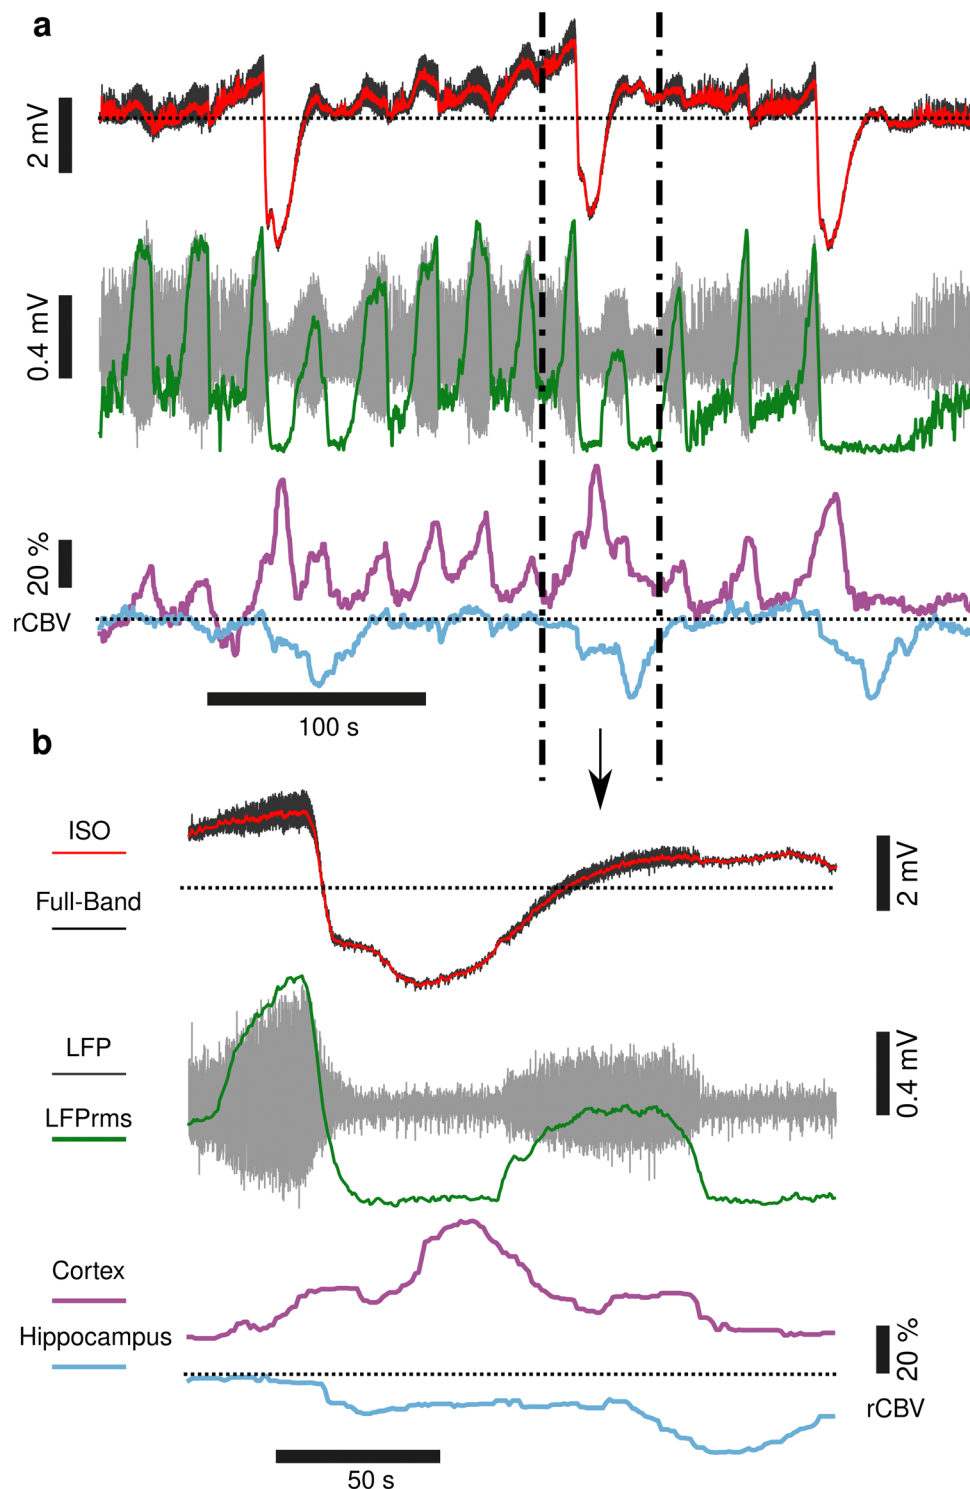 a
2 mV
0.4 mV
20 %
rCBV
100 s
b
ISO
Full-Band
2 mV
LFP
LFPrms
0.4 mV
Cortex
Hippocampus
20 %
rCBV
50 s